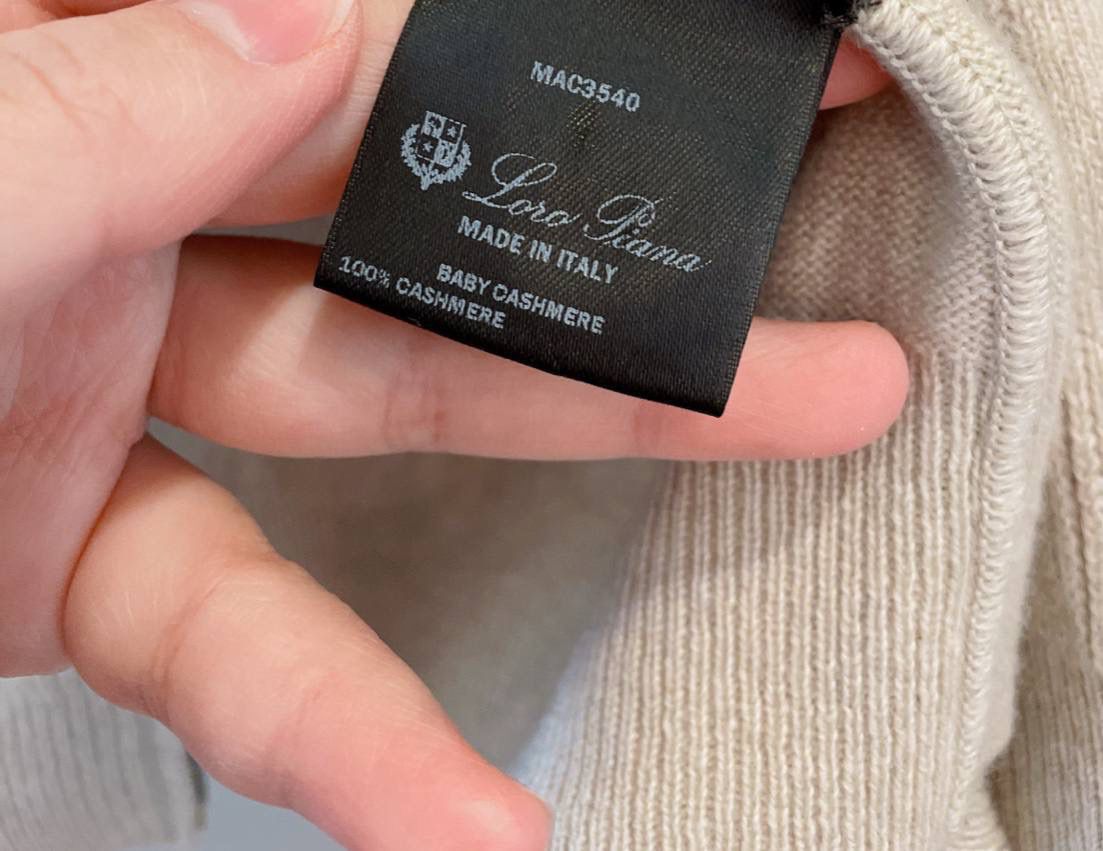 MAC3540
Loro Piana
MADE IN ITALY
BABY CASHMERE
100% CASHMERE